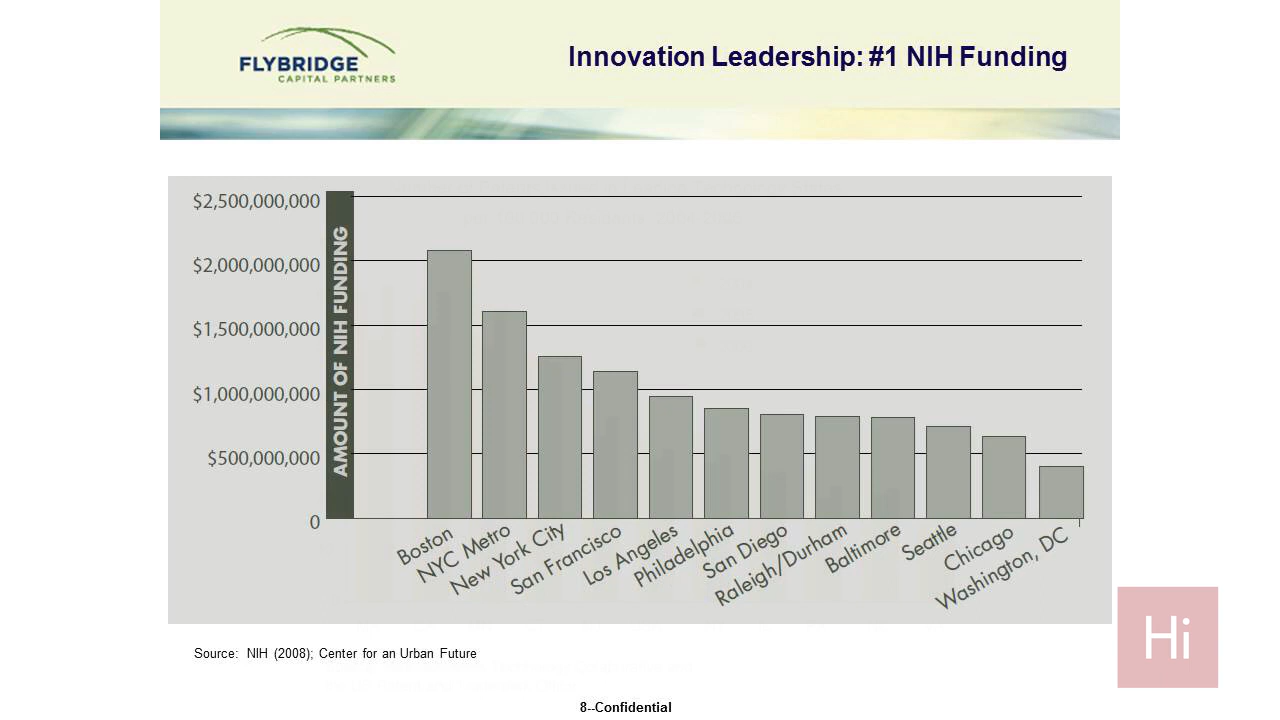 FLYBRIDGE
CAPITAL PARTNERS
Innovation Leadership: #1 NIH Funding
$2,500,000,000
$2,000,000,000
$1,500,000,000
$1,000,000,000
$500,000,000
0
AMOUNT OF NIH FUNDING
Boston
NYC Metro
New York City
San Francisco
Los Angeles
Philadelphia
San Diego
Raleigh/Durham
Baltimore
Seattle
Chicago
Washington, DC
Hi
Source: NIH (2008); Center for an Urban Future
8--Confidential